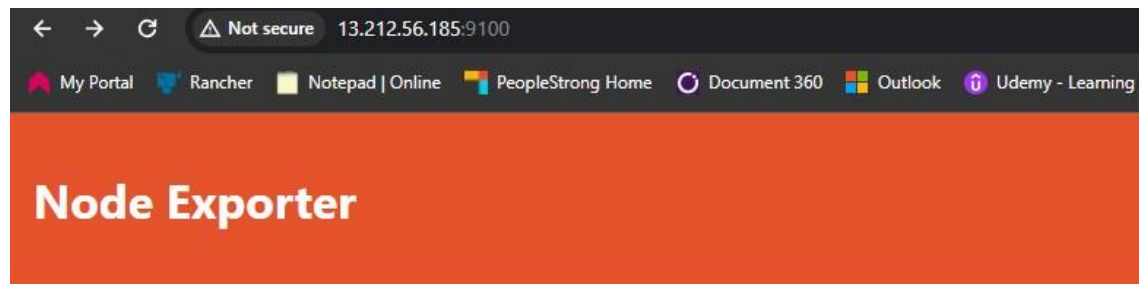 Not secure 13.212.56.185:9100
My Portal Rancher Notepad | Online PeopleStrong Home Document 360 Outlook Udemy - Learning
Node Exporter